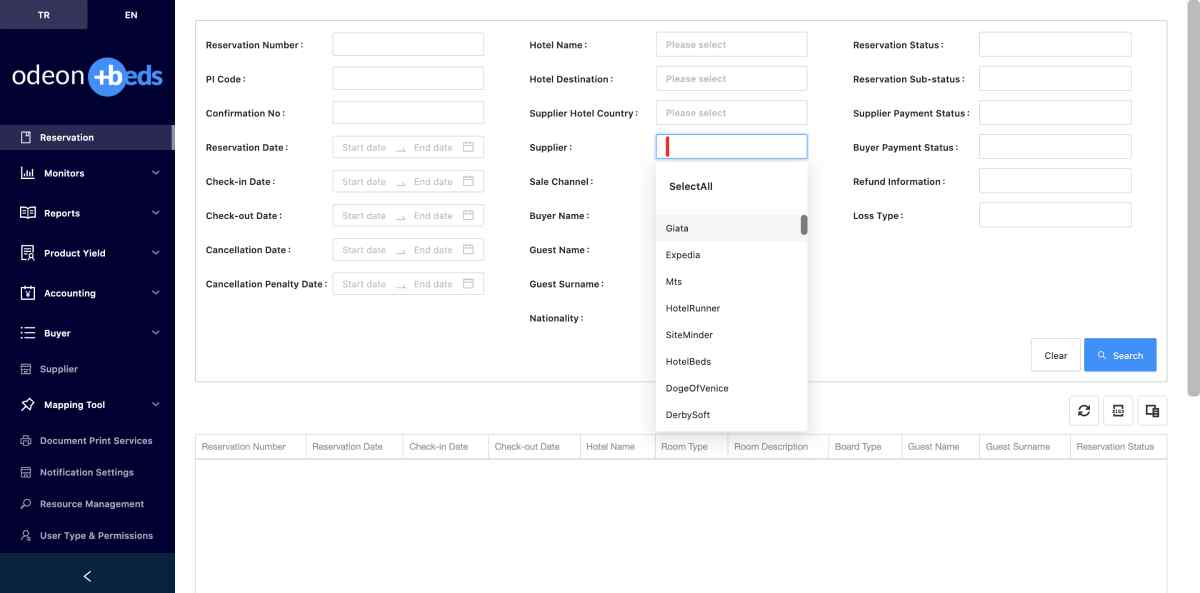 TR
EN
odeon +beds
Reservation
Monitors
Reports
Product Yield
Accounting
Buyer
Supplier
Mapping Tool
Document Print Services
Notification Settings
Resource Management
User Type & Permissions
Reservation Number :
PI Code :
Confirmation No :
Reservation Date : Start date End date
Check-in Date : Start date End date
Check-out Date : Start date End date
Cancellation Date : Start date End date
Cancellation Penalty Date : Start date End date
Hotel Name : Please select
Hotel Destination : Please select
Supplier Hotel Country : Please select
Supplier :
Sale Channel :
Buyer Name :
Guest Name :
Guest Surname :
Nationality :
SelectAll
Giata
Expedia
Mts
HotelRunner
SiteMinder
HotelBeds
DogeOfVenice
DerbySoft
Reservation Status :
Reservation Sub-status :
Supplier Payment Status :
Buyer Payment Status :
Refund Information :
Loss Type :
Clear
Search
Reservation Number Reservation Date Check-in Date Check-out Date Hotel Name Room Type Room Description Board Type Guest Name Guest Surname Reservation Status